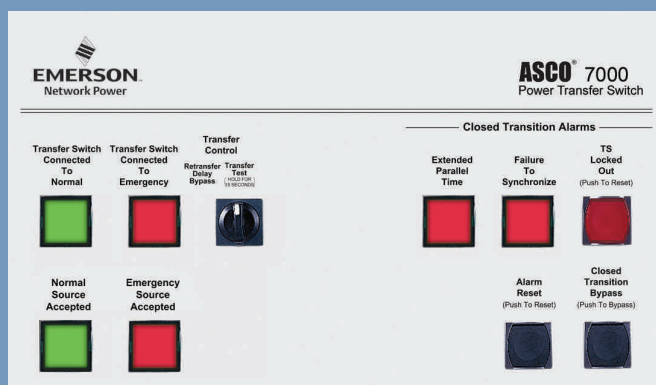 EMERSON.
Network Power
ASCO® 7000
Power Transfer Switch
Closed Transition Alarms
Transfer Switch
Connected
To
Normal
Transfer Switch
Connected
To
Emergency
Transfer
Control
Retransfer
Delay
Bypass
Transfer
Test
[HOLD FOR
15 SECONDS]
Extended
Parallel
Time
Failure
To
Synchronize
TS
Locked
Out
(Push To Reset)
Normal
Source
Accepted
Emergency
Source
Accepted
Alarm
Reset
(Push To Reset)
Closed
Transition
Bypass
(Push To Bypass)